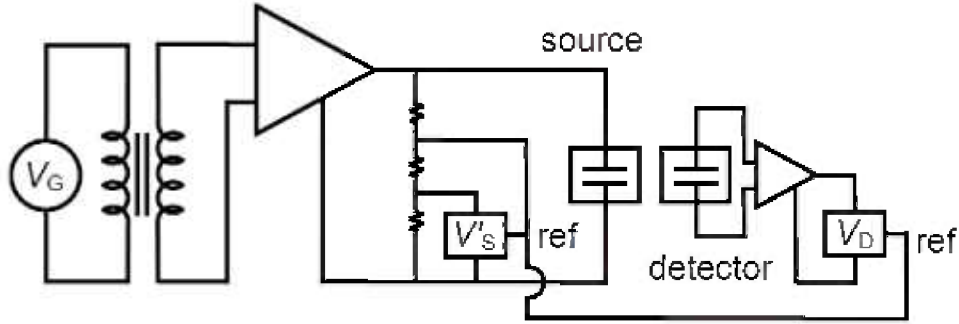 source
V_G
V'_S
ref
V_D
ref
detector